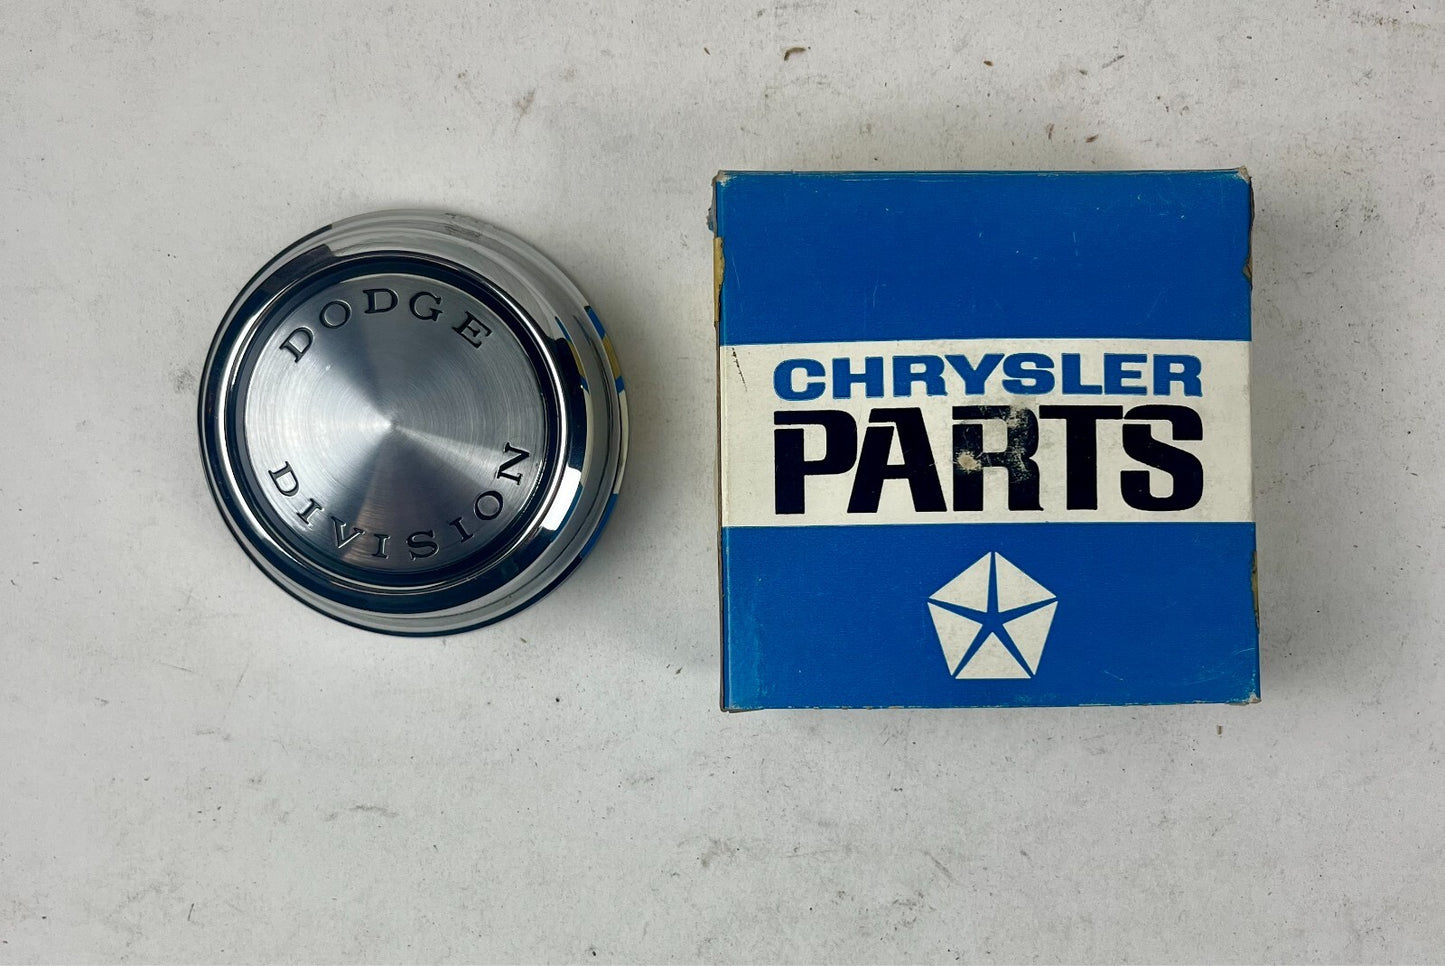 DODGE
DIVISION
CHRYSLER
PARTS